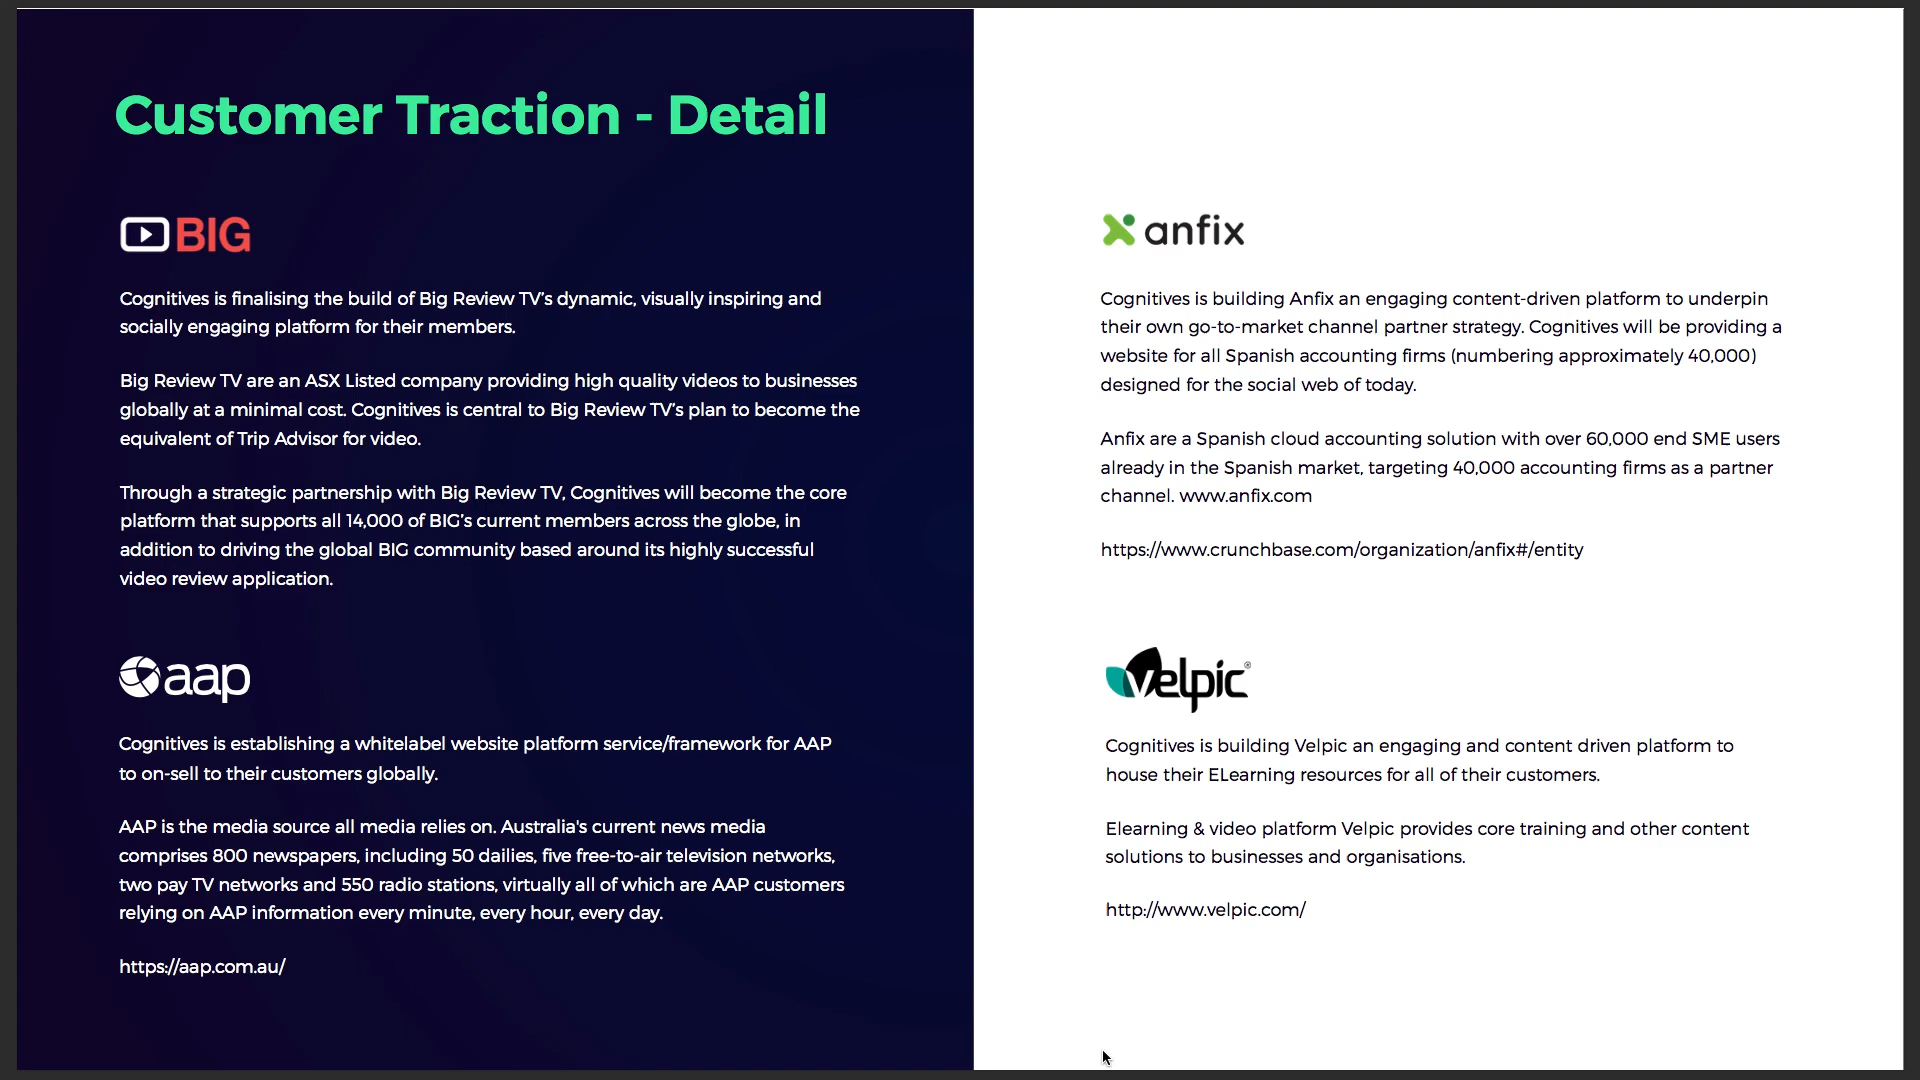 Customer Traction - Detail
BIG
Cognitives is finalising the build of Big Review TV's dynamic, visually inspiring and
socially engaging platform for their members.
Big Review TV are an ASX Listed company providing high quality videos to businesses
globally at a minimal cost. Cognitives is central to Big Review TV's plan to become the
equivalent of Trip Advisor for video.
Through a strategic partnership with Big Review TV, Cognitives will become the core
platform that supports all 14,000 of BIG's current members across the globe, in
addition to driving the global BIG community based around its highly successful
video review application.
aap
Cognitives is establishing a whitelabel website platform service/framework for AAP
to on-sell to their customers globally.
AAP is the media source all media relies on. Australia's current news media
comprises 800 newspapers, including 50 dailies, five free-to-air television networks,
two pay TV networks and 550 radio stations, virtually all of which are AAP customers
relying on AAP information every minute, every hour, every day.
https://aap.com.au/
anfix
Cognitives is building Anfix an engaging content-driven platform to underpin
their own go-to-market channel partner strategy. Cognitives will be providing a
website for all Spanish accounting firms (numbering approximately 40,000)
designed for the social web of today.
Anfix are a Spanish cloud accounting solution with over 60,000 end SME users
already in the Spanish market, targeting 40,000 accounting firms as a partner
channel. www.anfix.com
https://www.crunchbase.com/organization/anfix#/entity
velpic®
Cognitives is building Velpic an engaging and content driven platform to
house their ELearning resources for all of their customers.
Elearning & video platform Velpic provides core training and other content
solutions to businesses and organisations.
http://www.velpic.com/